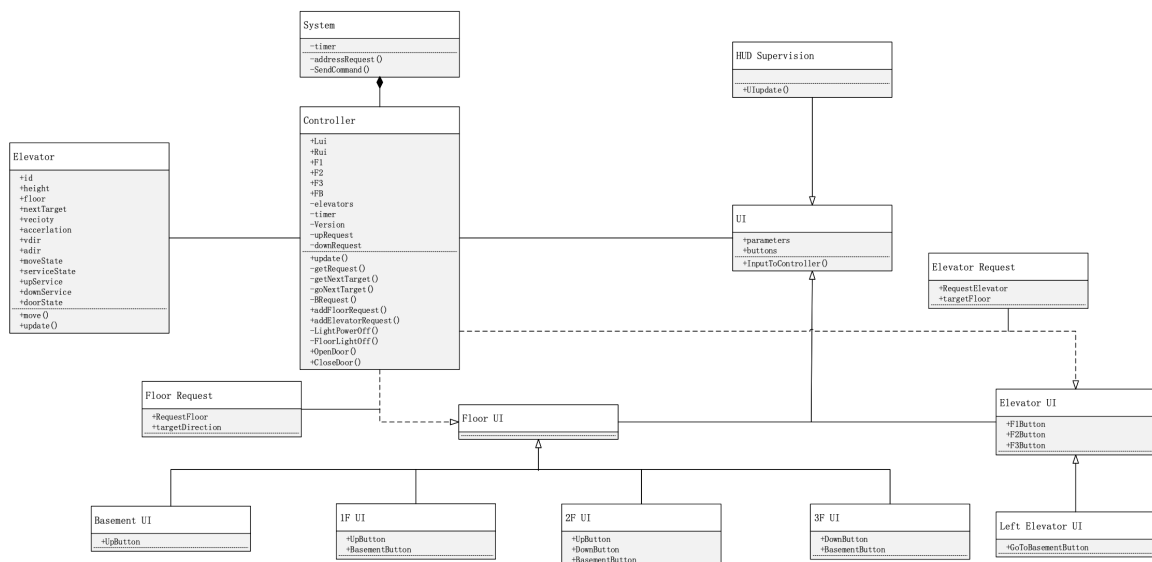 System
-timer
-addressRequest()
-SendCommand()
HUD Supervision
+UIupdate()
Controller
+Lui
+Rui
+F1
+F2
+F3
+FB
-elevators
-timer
-Version
-upRequest
-downRequest
+update()
-getRequest()
-getNextTarget()
-goNextTarget()
-BRequest()
+addFloorRequest()
+addElevatorRequest()
-LightPowerOff()
-FloorLightOff()
+OpenDoor()
+CloseDoor()
Elevator
+id
+height
+floor
+nextTarget
+vecioty
+accerlation
+vdir
+adir
+moveState
+serviceState
+upService
+downService
+doorState
+move()
+update()
UI
+parameters
+buttons
+InputToController()
Elevator Request
+RequestElevator
+targetFloor
Floor Request
+RequestFloor
+targetDirection
Floor UI
Elevator UI
+F1Button
+F2Button
+F3Button
Basement UI
+UpButton
1F UI
+UpButton
+BasementButton
2F UI
+UpButton
+DownButton
+BasementButton
3F UI
+DownButton
+BasementButton
Left Elevator UI
+GoToBasementButton